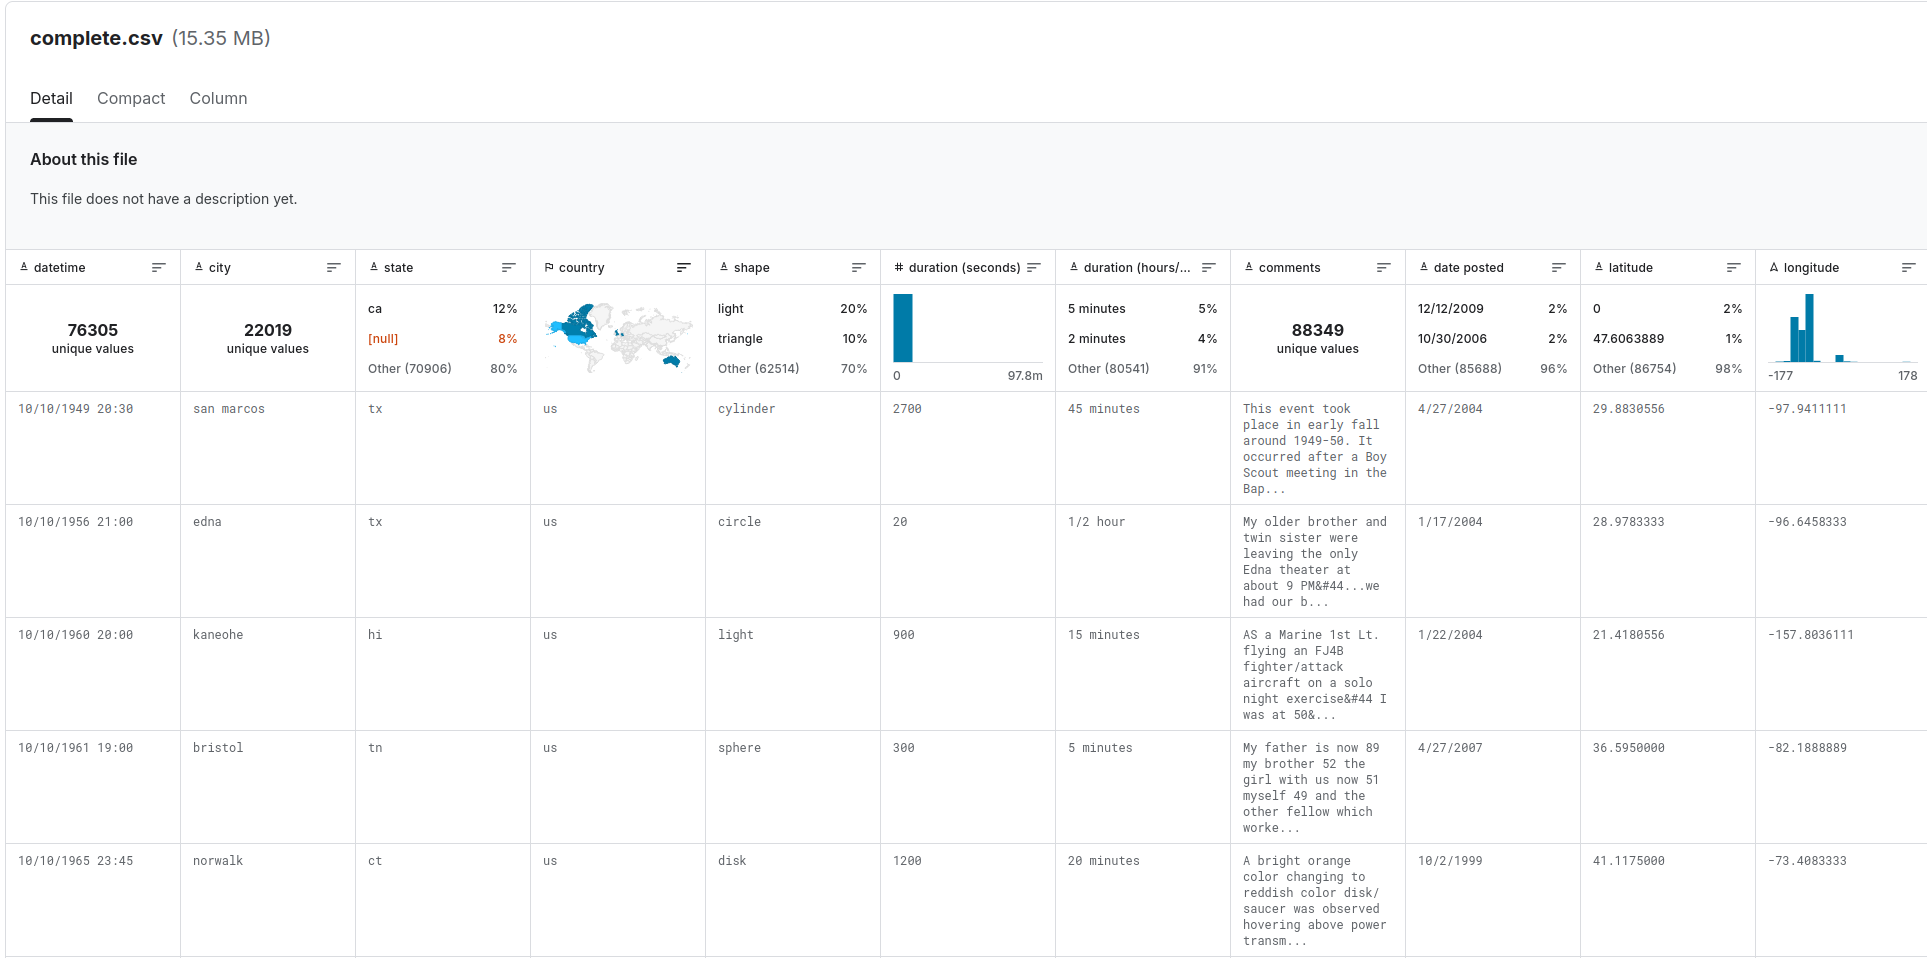 complete.csv (15.35 MB)
Detail Compact Column
About this file
This file does not have a description yet.
datetime city state country shape # duration (seconds) duration (hours/... comments date posted latitude longitude
76305
unique values
22019
unique values
ca 12%
[null] 8%
Other (70906) 80%
light 20%
triangle 10%
Other (62514) 70%
0 97.8m
5 minutes 5%
2 minutes 4%
Other (80541) 91%
88349
unique values
12/12/2009 2%
10/30/2006 2%
Other (85688) 96%
0 2%
47.6063889 1%
Other (86754) 98%
-177 178
10/10/1949 20:30 san marcos tx us cylinder 2700 45 minutes
This event took
place in early fall
around 1949-50. It
occurred after a Boy
Scout meeting in the
Bap...
4/27/2004 29.8830556 -97.9411111
10/10/1956 21:00 edna tx us circle 20 1/2 hour
My older brother and
twin sister were
leaving the only
Edna theater at
about 9 PM&#44...we
had our b...
1/17/2004 28.9783333 -96.6458333
10/10/1960 20:00 kaneohe hi us light 900 15 minutes
AS a Marine 1st Lt.
flying an FJ4B
fighter/attack
aircraft on a solo
night exercise&#44 I
was at 50&...
1/22/2004 21.4180556 -157.8036111
10/10/1961 19:00 bristol tn us sphere 300 5 minutes
My father is now 89
my brother 52 the
girl with us now 51
myself 49 and the
other fellow which
worke...
4/27/2007 36.5950000 -82.1888889
10/10/1965 23:45 norwalk ct us disk 1200 20 minutes
A bright orange
color changing to
reddish color disk/
saucer was observed
hovering above power
transm...
10/2/1999 41.1175000 -73.4083333